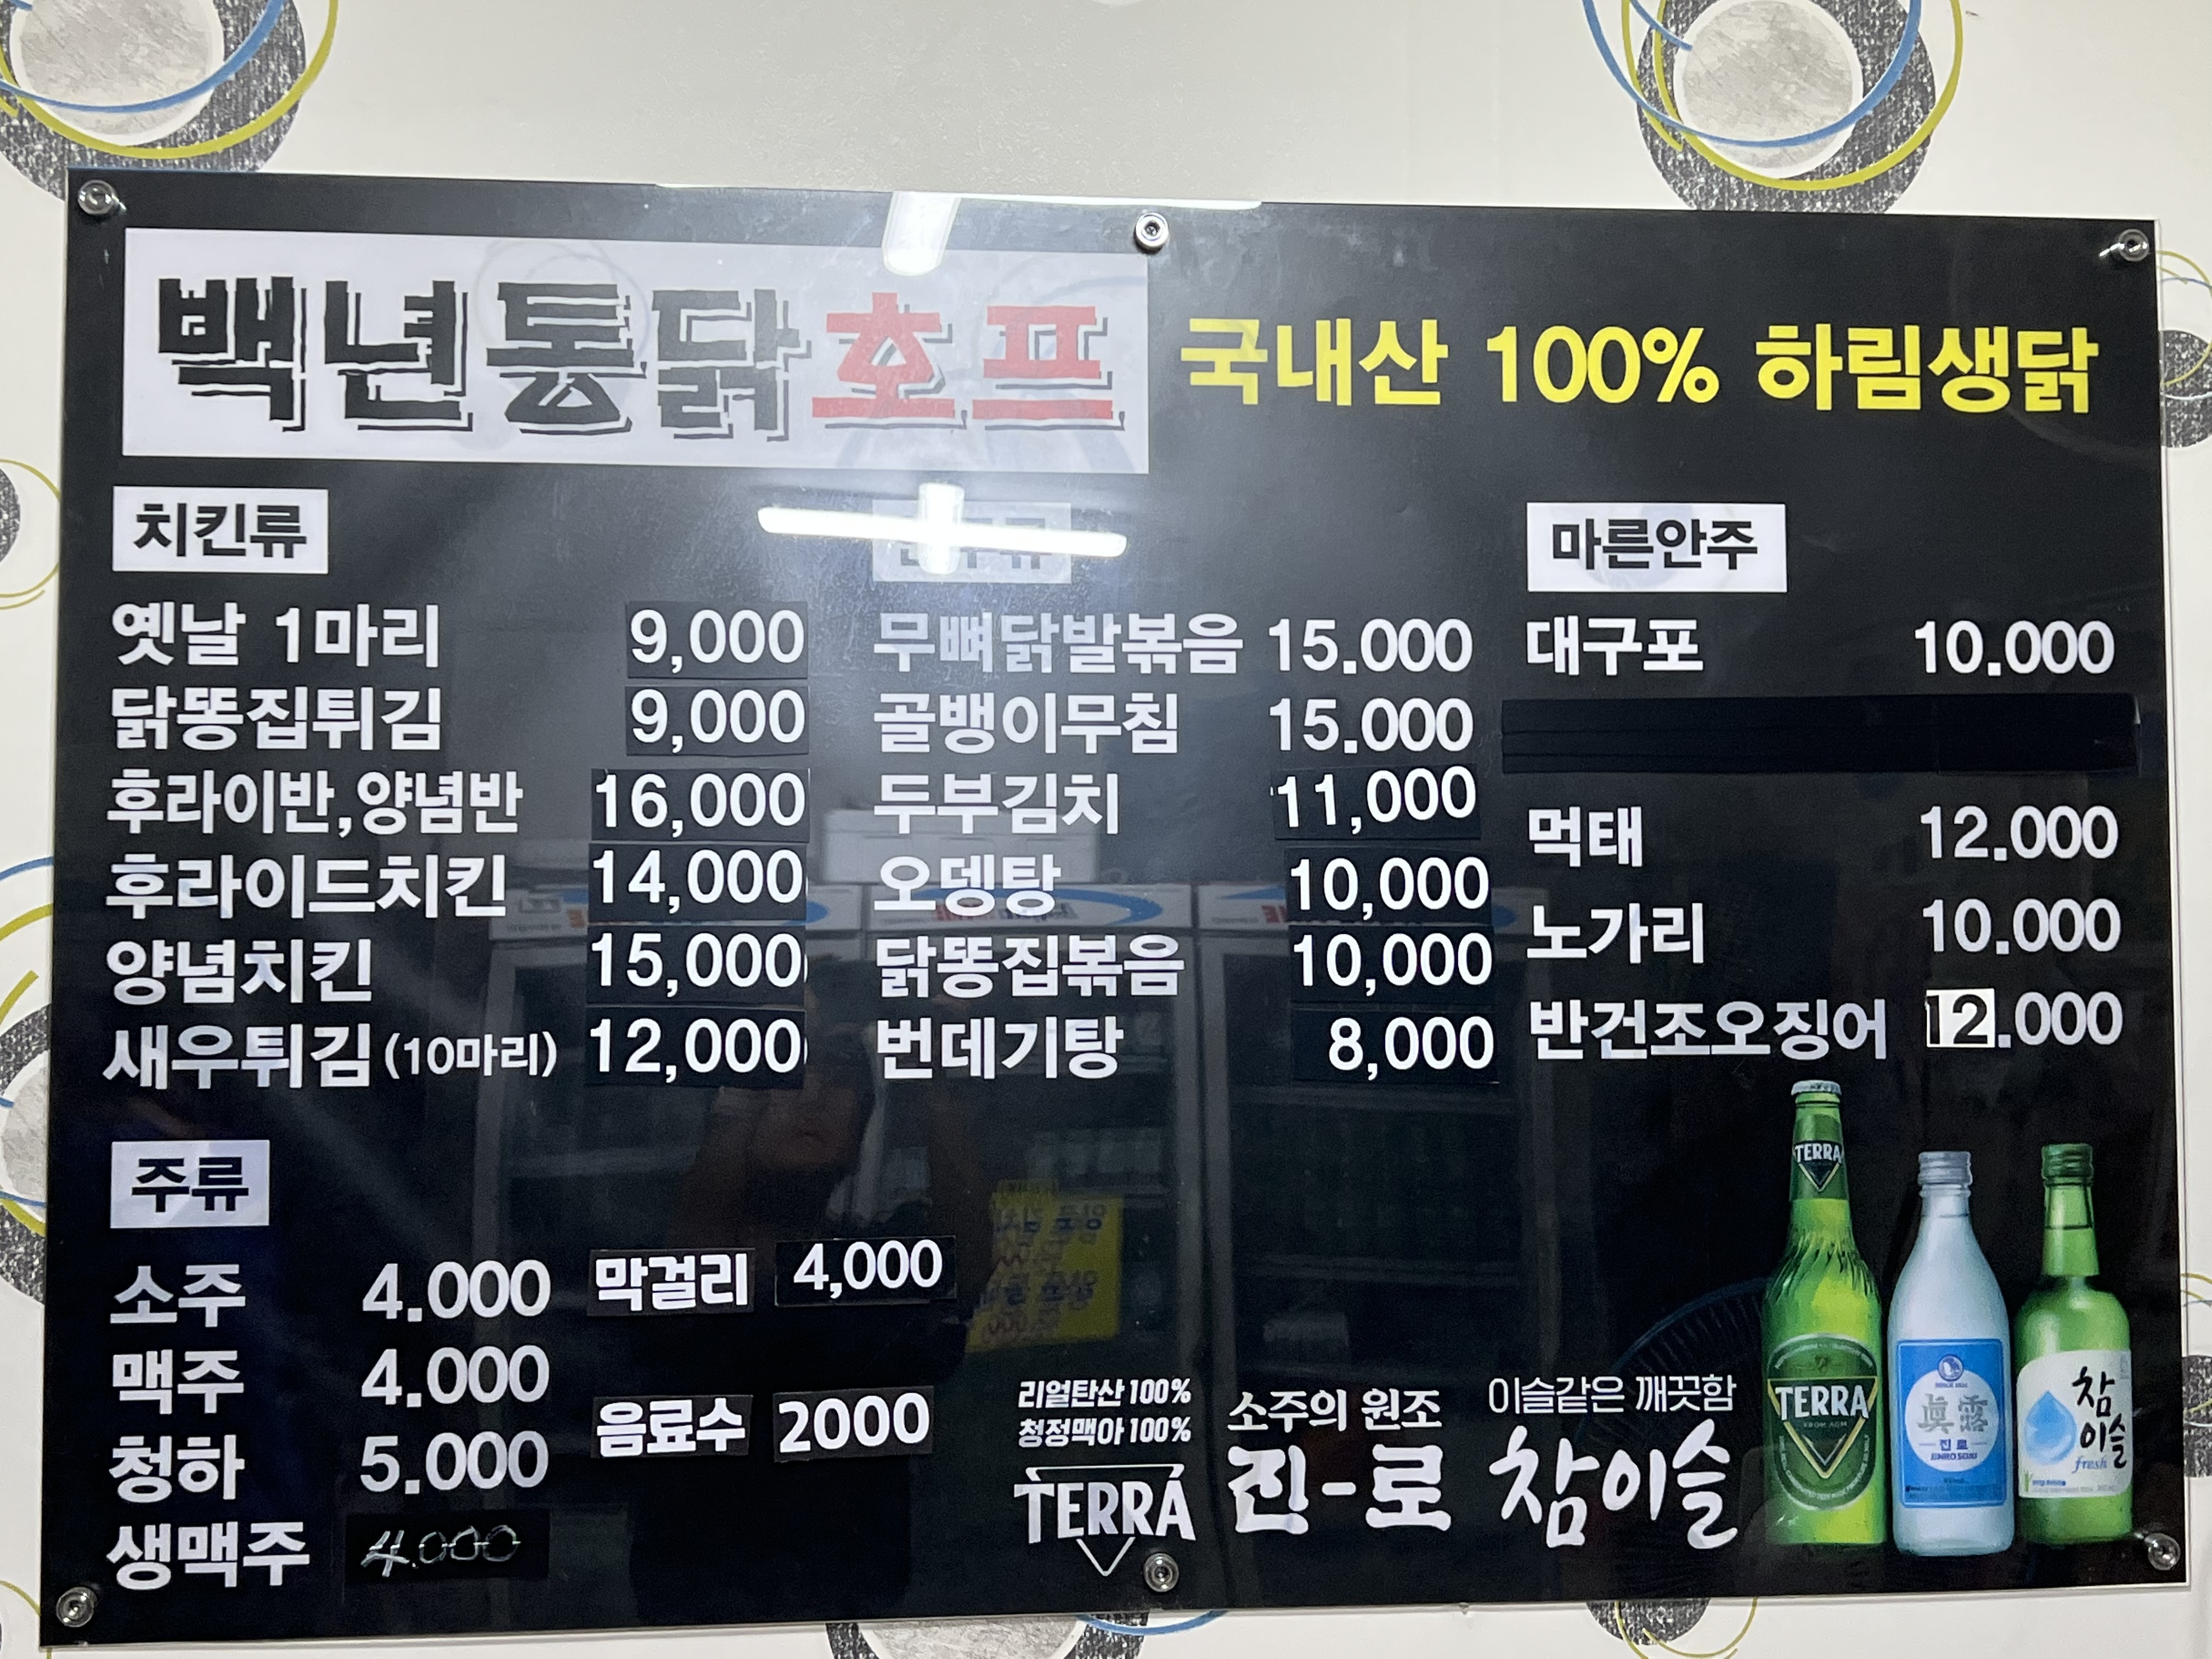 백년통닭호프
국내산 100% 하림생닭
치킨류
옛날 1마리 9,000
닭똥집튀김 9,000
후라이반,양념반 16,000
후라이드치킨 14,000
양념치킨 15,000
새우튀김 (10마리) 12,000
무뼈닭발볶음 15.000
골뱅이무침 15.000
두부김치 11,000
오뎅탕 10,000
닭똥집볶음 10,000
번데기탕 8,000
마른안주
대구포 10.000
먹태 12.000
노가리 10.000
반건조오징어 12.000
주류
소주 4.000
맥주 4.000
청하 5.000
생맥주 4.000
막걸리 4,000
음료수 2000
리얼탄산 100%
청정맥아 100%
TERRA
소주의 원조
진-로
이슬같은 깨끗함
참이슬
TERRA
TERRA
眞露
진로
JINRO SOJU
참이슬
fresh